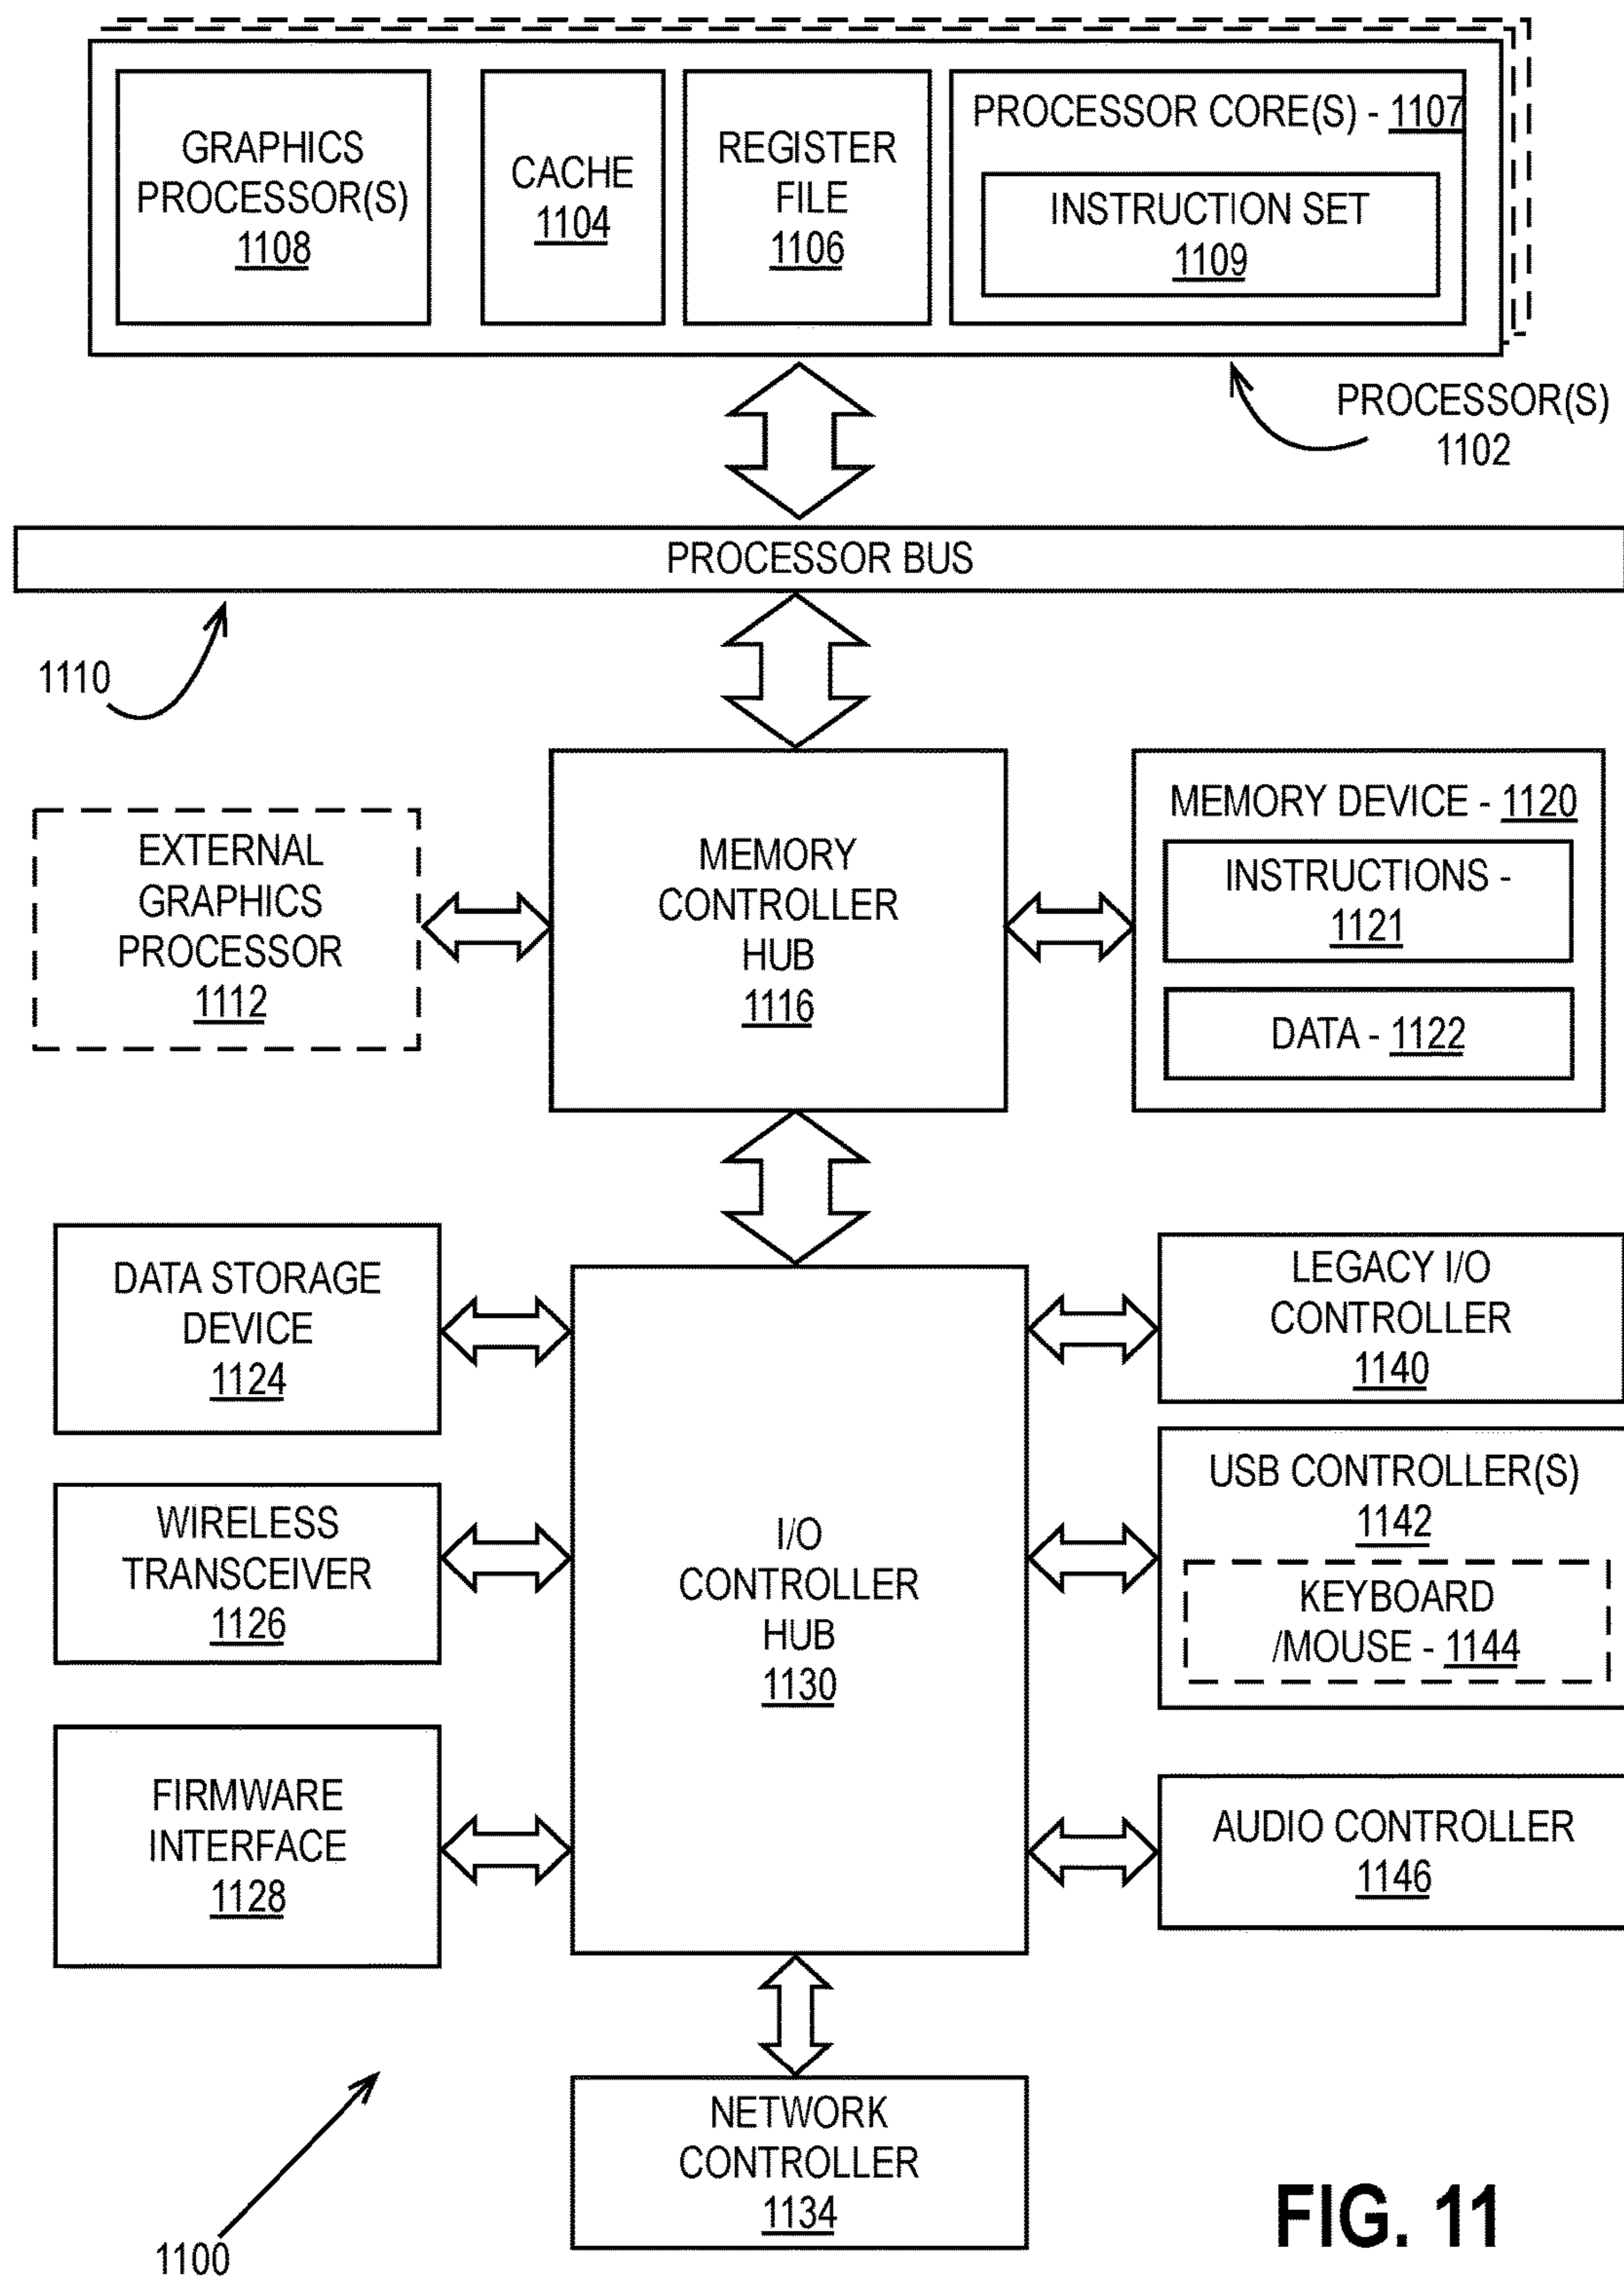 GRAPHICS
PROCESSOR(S)
1108
CACHE
1104
REGISTER
FILE
1106
PROCESSOR CORE(S) - 1107
INSTRUCTION SET
1109
PROCESSOR(S)
1102
PROCESSOR BUS
1110
EXTERNAL
GRAPHICS
PROCESSOR
1112
MEMORY
CONTROLLER
HUB
1116
MEMORY DEVICE - 1120
INSTRUCTIONS -
1121
DATA - 1122
DATA STORAGE
DEVICE
1124
WIRELESS
TRANSCEIVER
1126
FIRMWARE
INTERFACE
1128
I/O
CONTROLLER
HUB
1130
LEGACY I/O
CONTROLLER
1140
USB CONTROLLER(S)
1142
KEYBOARD
/MOUSE - 1144
AUDIO CONTROLLER
1146
NETWORK
CONTROLLER
1134
1100
FIG. 11